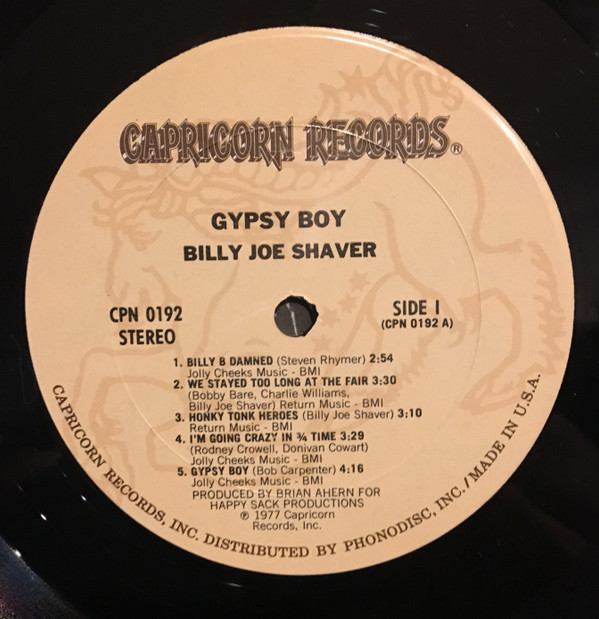 CAPRICORN RECORDS®
GYPSY BOY
BILLY JOE SHAVER
CPN 0192
STEREO
SIDE I
(CPN 0192 A)
1. BILLY B DAMNED (Steven Rhymer) 2:54
Jolly Cheeks Music - BMI
2. WE STAYED TOO LONG AT THE FAIR 3:30
(Bobby Bare, Charlie Williams,
Billy Joe Shaver) Return Music - BMI
3. HONKY TONK HEROES (Billy Joe Shaver) 3:10
Return Music - BMI
4. I'M GOING CRAZY IN ¾ TIME 3:29
(Rodney Crowell, Donivan Cowart)
Jolly Cheeks Music - BMI
5. GYPSY BOY (Bob Carpenter) 4:16
Jolly Cheeks Music - BMI
PRODUCED BY BRIAN AHERN FOR
HAPPY SACK PRODUCTIONS
℗ 1977 Capricorn
Records, Inc.
CAPRICORN RECORDS, INC. DISTRIBUTED BY PHONODISC, INC./MADE IN U.S.A.